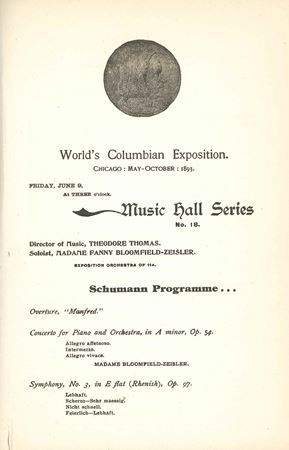 World's Columbian Exposition.
CHICAGO: MAY-OCTOBER: 1893.
FRIDAY, JUNE 9,
At THREE o'clock.
Music Hall Series
No. 18.
Director of Music, THEODORE THOMAS.
Soloist, MADAME FANNY BLOOMFIELD-ZEISLER.
EXPOSITION ORCHESTRA OF 114.
Schumann Programme...
Overture, "Manfred."
Concerto for Piano and Orchestra, in A minor, Op. 54.
Allegro affetuoso.
Intermezzo.
Allegro vivace.
MADAME BLOOMFIELD-ZEISLER.
Symphony, No. 3, in E flat (Rhenish), Op. 97.
Lebhaft.
Scherzo—Sehr maessig.
Nicht schnell.
Feierlich—Lebhaft.